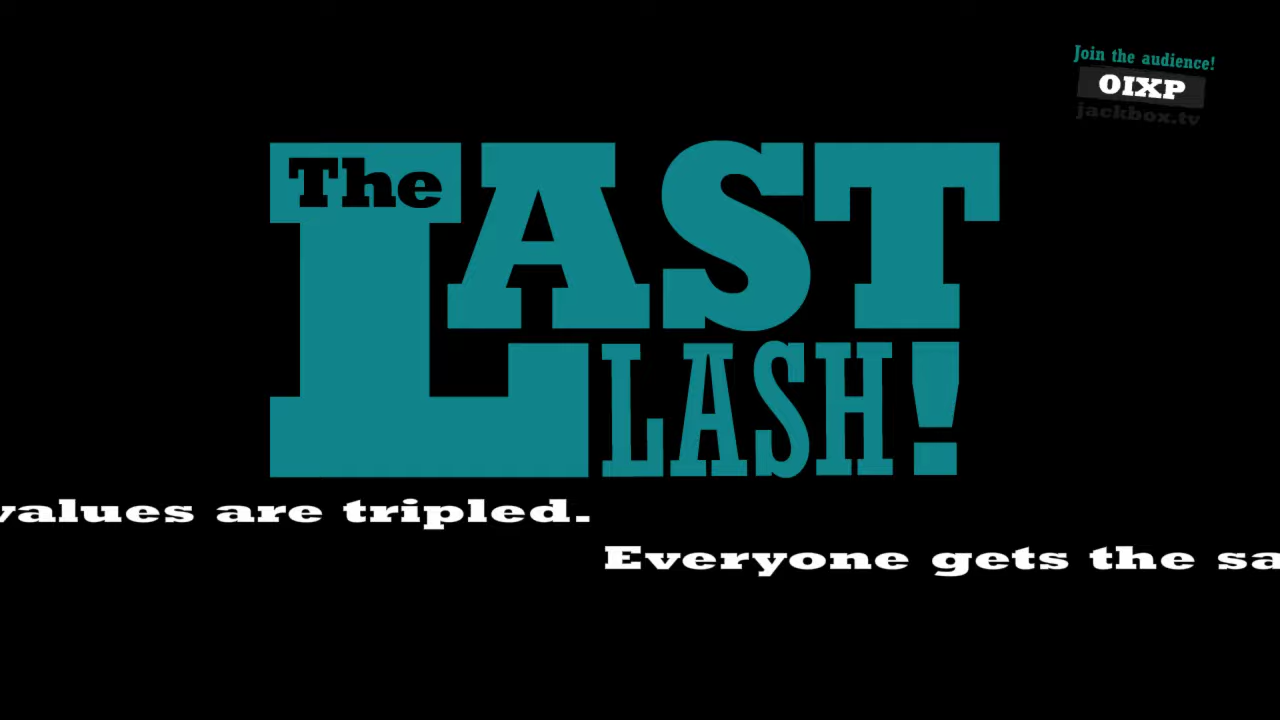 Join the audience!
OIXP
jackbox.tv
The LAST
LASH!
values are tripled.
Everyone gets the sa